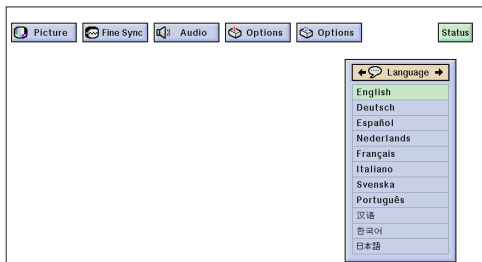 Picture Fine Sync Audio Options Options Status
Language
English
Deutsch
Español
Nederlands
Français
Italiano
Svenska
Português
汉语
한국어
日本語